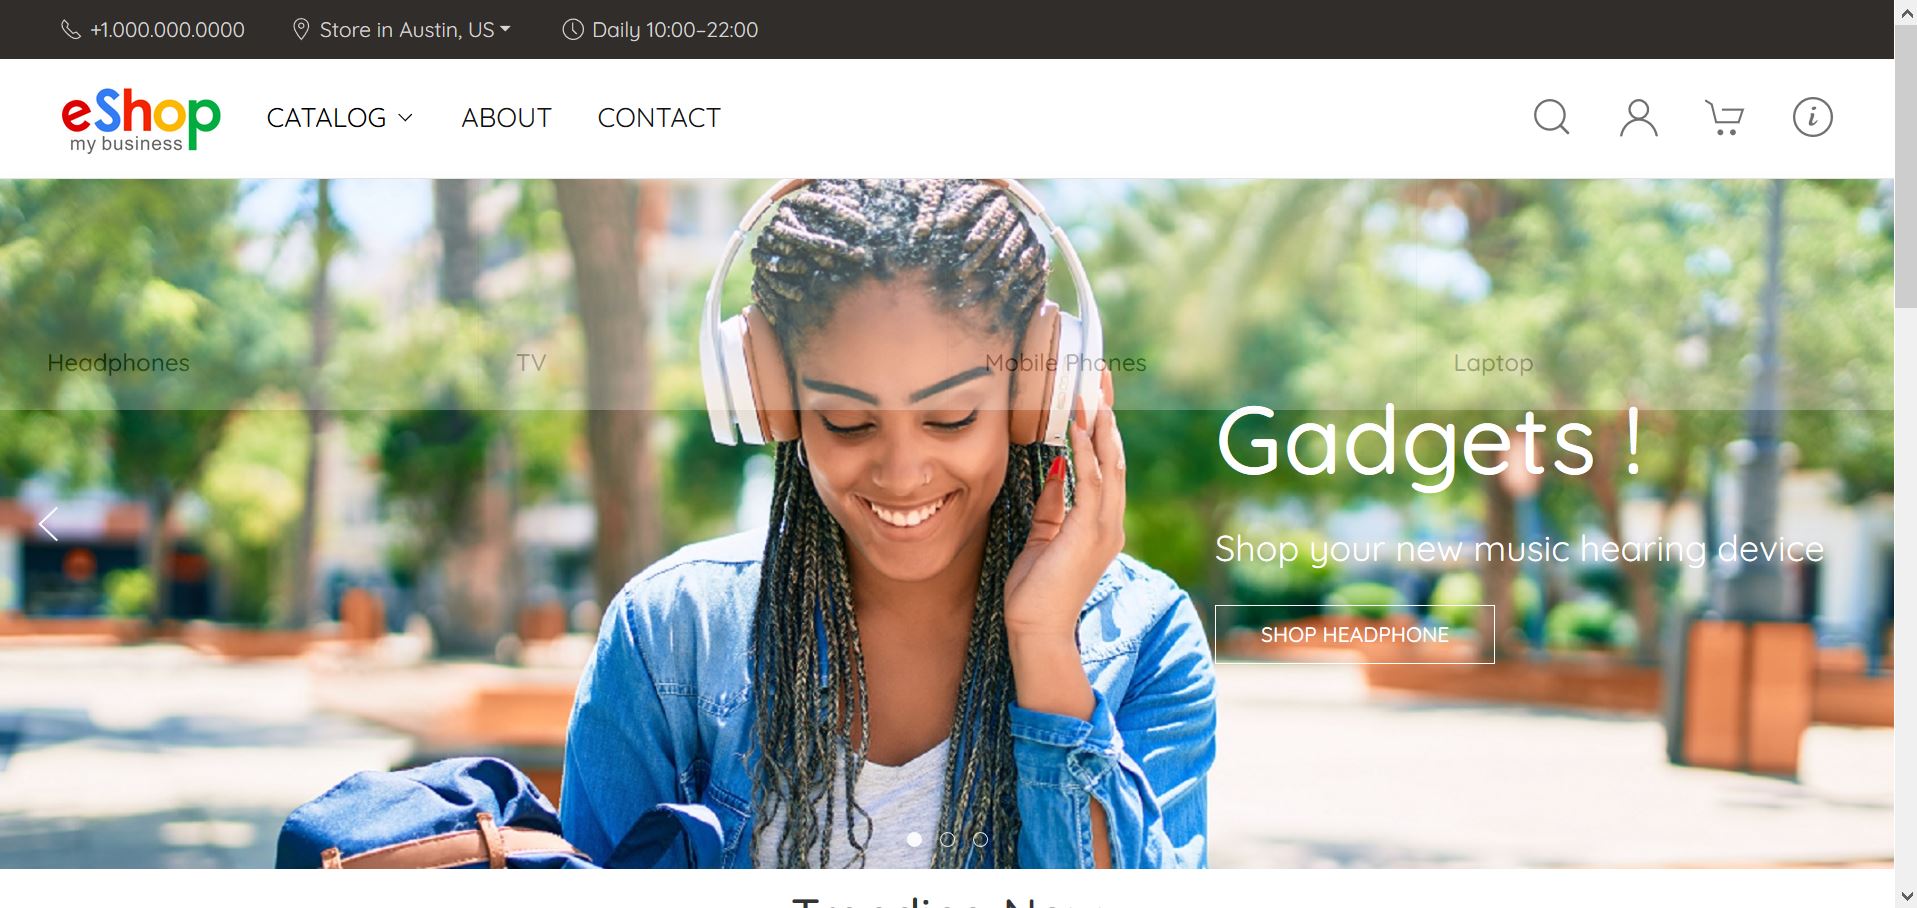 +1.000.000.0000 Store in Austin, US Daily 10:00–22:00
eShop
my business
CATALOG ABOUT CONTACT
Headphones TV Mobile Phones Laptop
Gadgets !
Shop your new music hearing device
SHOP HEADPHONE